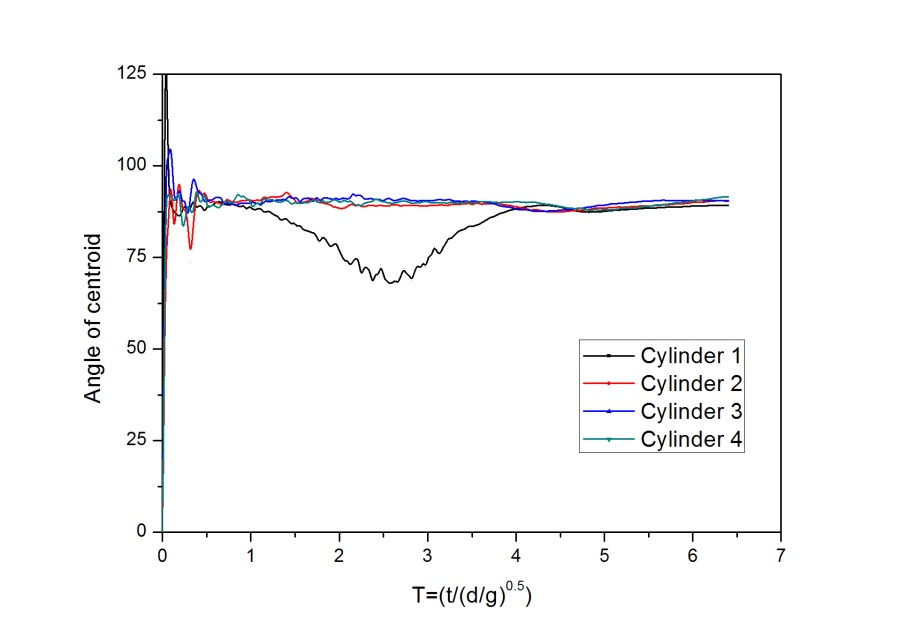 125
100
75
50
25
0
Angle of centroid
Cylinder 1
Cylinder 2
Cylinder 3
Cylinder 4
0 1 2 3 4 5 6 7
T=(t/(d/g)^0.5)